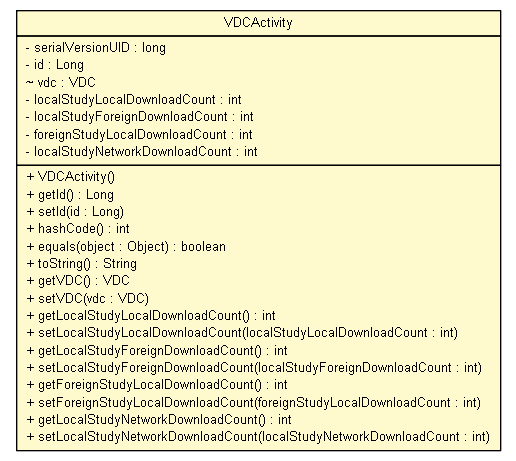 VDCActivity
- serialVersionUID : long
- id : Long
~ vdc : VDC
- localStudyLocalDownloadCount : int
- localStudyForeignDownloadCount : int
- foreignStudyLocalDownloadCount : int
- localStudyNetworkDownloadCount : int
+ VDCActivity()
+ getId() : Long
+ setId(id : Long)
+ hashCode() : int
+ equals(object : Object) : boolean
+ toString() : String
+ getVDC() : VDC
+ setVDC(vdc : VDC)
+ getLocalStudyLocalDownloadCount() : int
+ setLocalStudyLocalDownloadCount(localStudyLocalDownloadCount : int)
+ getLocalStudyForeignDownloadCount() : int
+ setLocalStudyForeignDownloadCount(localStudyForeignDownloadCount : int)
+ getForeignStudyLocalDownloadCount() : int
+ setForeignStudyLocalDownloadCount(foreignStudyLocalDownloadCount : int)
+ getLocalStudyNetworkDownloadCount() : int
+ setLocalStudyNetworkDownloadCount(localStudyNetworkDownloadCount : int)